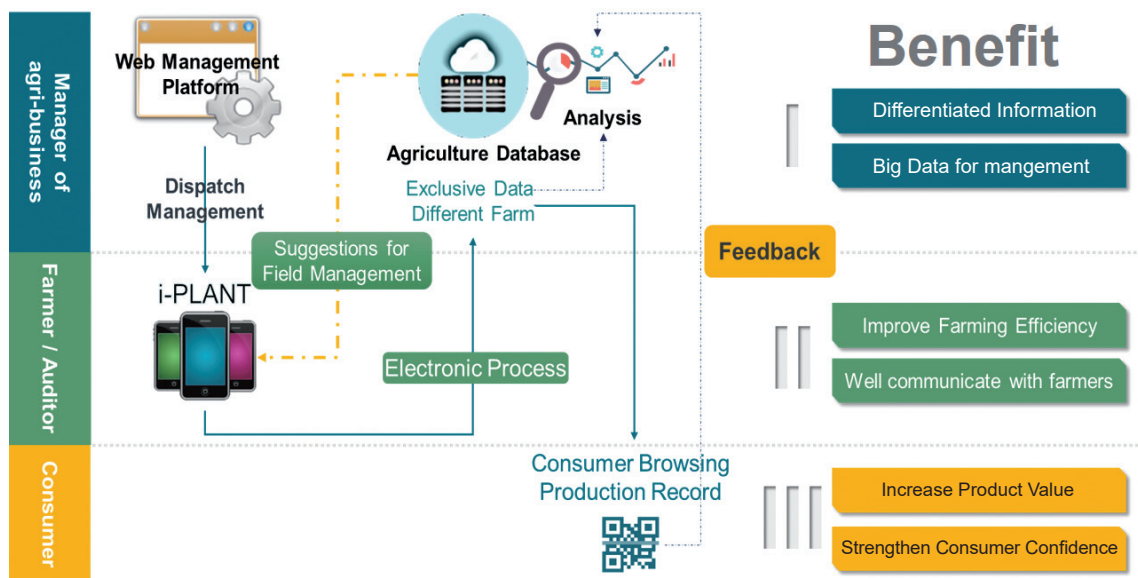 Manager of
agri-business
Web Management
Platform
Dispatch
Management
Agriculture Database
Exclusive Data
Different Farm
Analysis
Benefit
I
Differentiated Information
Big Data for mangement
Farmer / Auditor
i-PLANT
Suggestions for
Field Management
Electronic Process
Feedback
II
Improve Farming Efficiency
Well communicate with farmers
Consumer
Consumer Browsing
Production Record
III
Increase Product Value
Strengthen Consumer Confidence